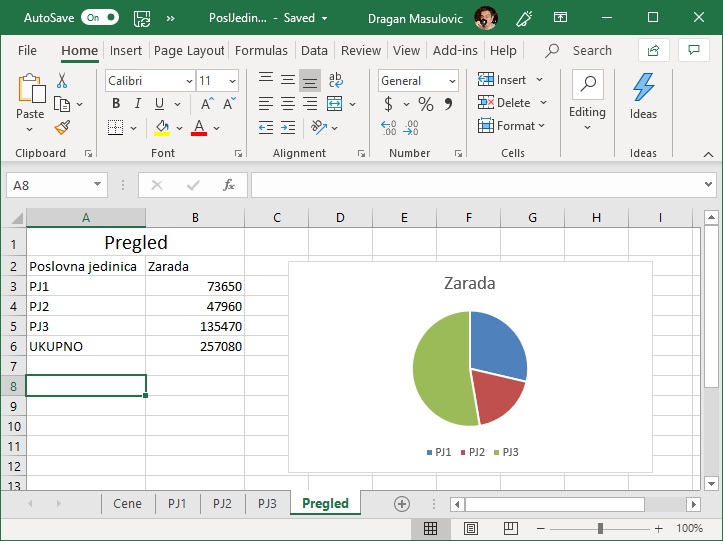 AutoSave On PoslJedin... - Saved Dragan Masulovic
File Home Insert Page Layout Formulas Data Review View Add-ins Help Search
Calibri 11 ab c General
Paste B I U A A $ % 9 Insert Delete Format Editing Ideas
Clipboard Font Alignment Number Cells Ideas
A8 fx
A B C D E F G H I
1 Pregled
2 Poslovna jedinica Zarada
3 PJ1 73650
4 PJ2 47960
5 PJ3 135470
6 UKUPNO 257080
7
8
9
10
11
12
13
Zarada
PJ1 PJ2 PJ3
Cene PJ1 PJ2 PJ3 Pregled
100%